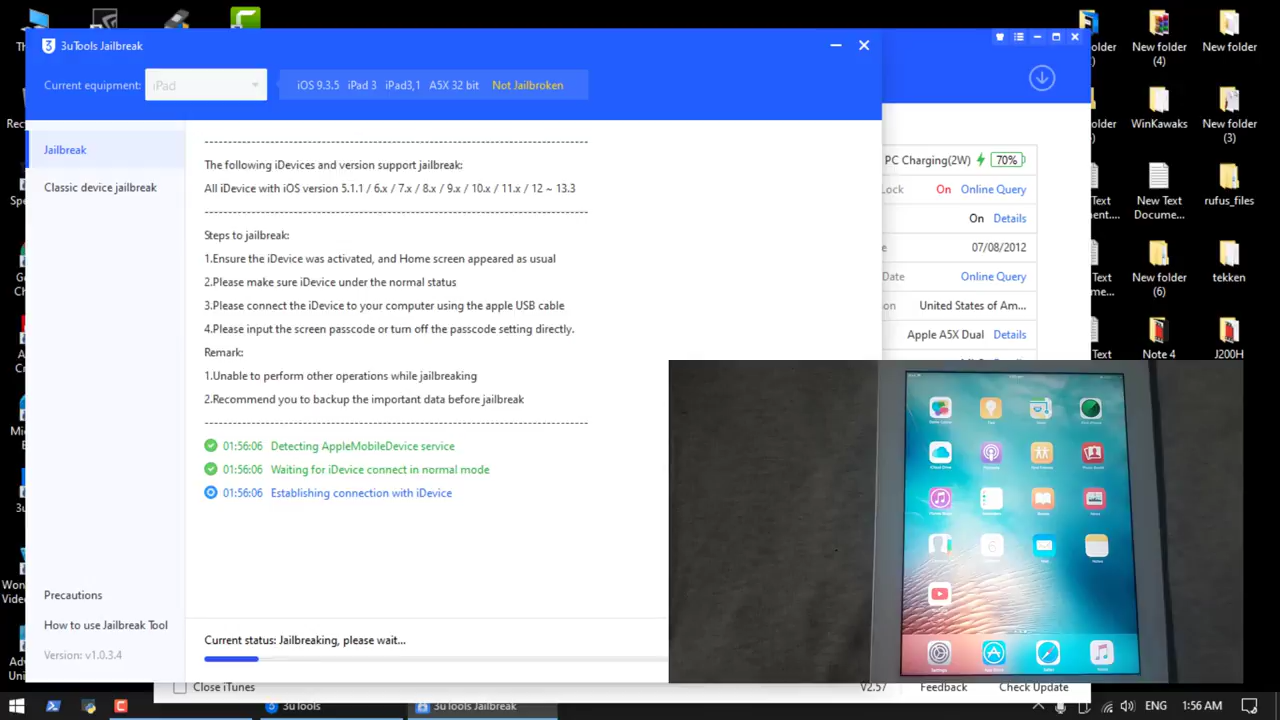 3uTools Jailbreak
Current equipment:
iPad
iOS 9.3.5 iPad 3 iPad3,1 A5X 32 bit Not Jailbroken
Jailbreak
Classic device jailbreak
The following iDevices and version support jailbreak:
All iDevice with iOS version 5.1.1 / 6.x / 7.x / 8.x / 9.x / 10.x / 11.x / 12 ~ 13.3
Steps to jailbreak:
1.Ensure the iDevice was activated, and Home screen appeared as usual
2.Please make sure iDevice under the normal status
3.Please connect the iDevice to your computer using the apple USB cable
4.Please input the screen passcode or turn off the passcode setting directly.
Remark:
1.Unable to perform other operations while jailbreaking
2.Recommend you to backup the important data before jailbreak
01:56:06 Detecting AppleMobileDevice service
01:56:06 Waiting for iDevice connect in normal mode
01:56:06 Establishing connection with iDevice
Precautions
How to use Jailbreak Tool
Version: v1.0.3.4
Current status: Jailbreaking, please wait...
PC Charging(2W) 70%
Lock On Online Query
On Details
07/08/2012
Date Online Query
United States of Am...
Apple A5X Dual Details
older New folder (4) New folder
older WinKawaks New folder (3)
Text ment.... New Text Docume... rufus_files
older New folder (6) tekken
Text Note 4 J200H
Close iTunes
V2.57 Feedback Check Update
3uTools 3uTools Jailbreak
ENG 1:56 AM